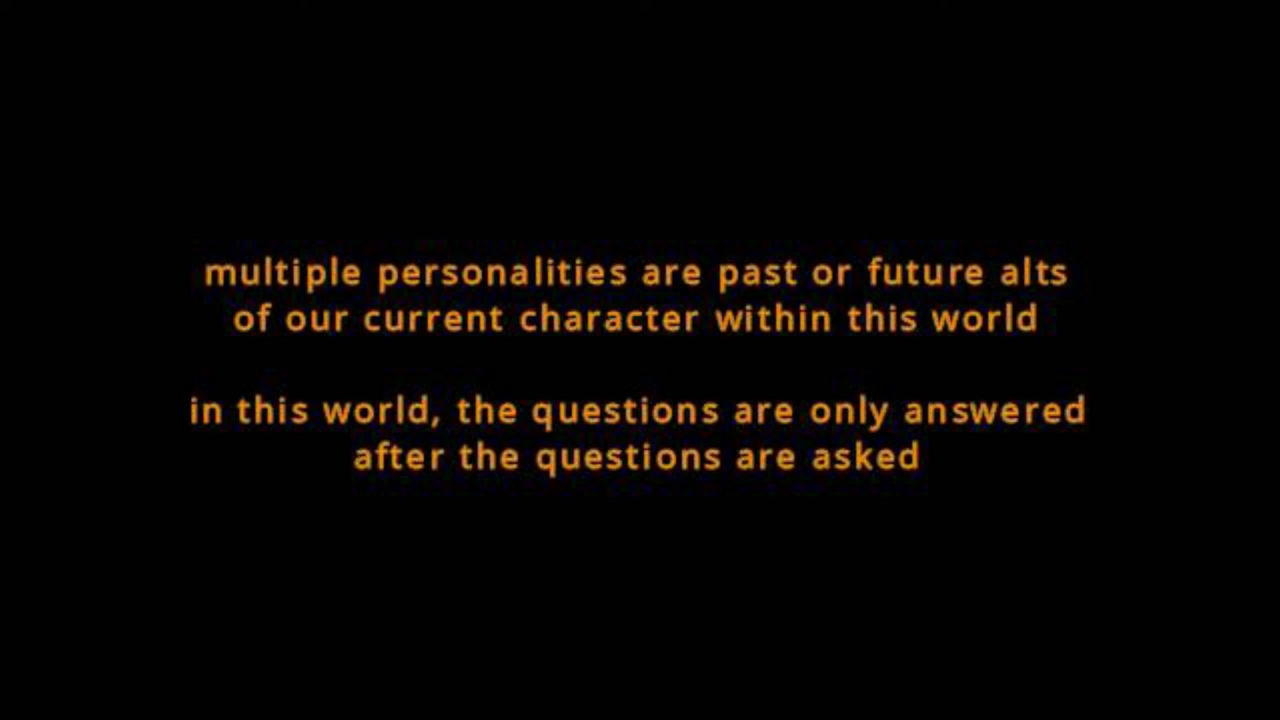 multiple personalities are past or future alts
of our current character within this world
in this world, the questions are only answered
after the questions are asked